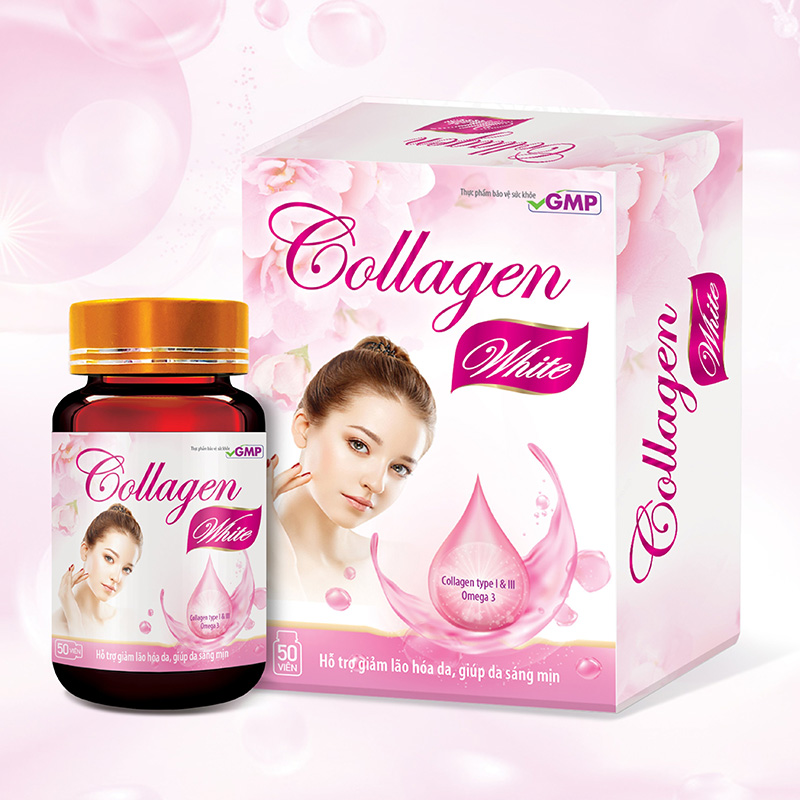 Collagen
White
Thực phẩm bảo vệ sức khỏe
GMP
Collagen
White
Collagen type I & III
Omega 3
50
VIÊN
Hỗ trợ giảm lão hóa da, giúp da sáng mịn
Collagen
White
Thực phẩm bảo vệ sức khỏe
GMP
Collagen
White
Collagen type I & III
Omega 3
50 VIÊN
Hỗ trợ giảm lão hóa da, giúp da sáng mịn